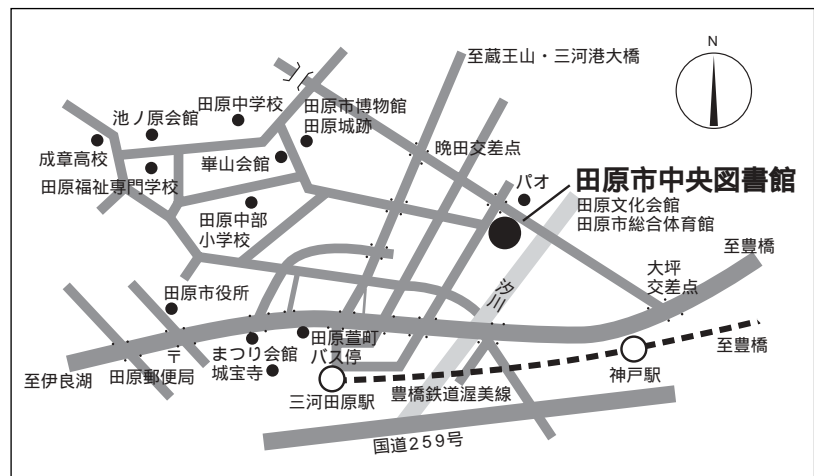 N
至蔵王山・三河港大橋
田原中学校
田原市博物館
田原城跡
池ノ原会館
成章高校
崋山会館
晩田交差点
田原福祉専門学校
パオ
田原市中央図書館
田原文化会館
田原市総合体育館
田原中部
小学校
至豊橋
大坪
交差点
汐川
田原市役所
田原萱町
バス停
〒
田原郵便局
まつり会館
城宝寺
至豊橋
至伊良湖
神戸駅
三河田原駅
豊橋鉄道渥美線
国道259号